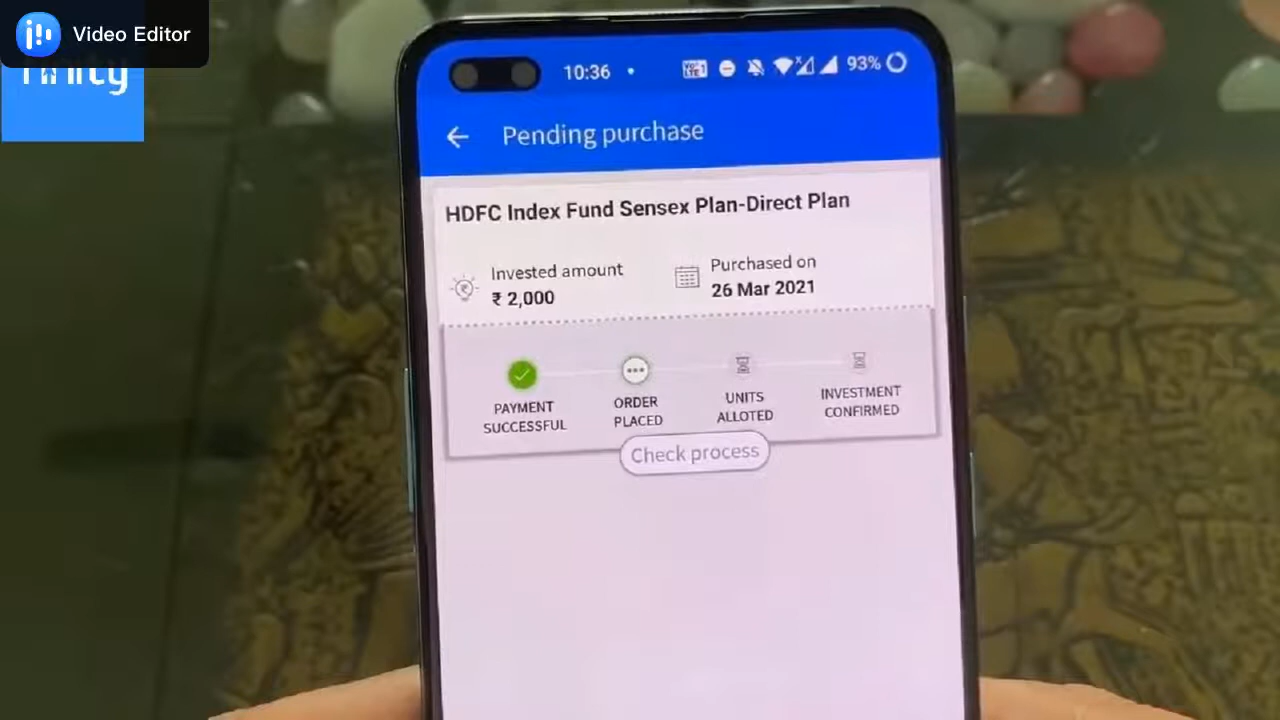 Video Editor
10:36
93%
Pending purchase
HDFC Index Fund Sensex Plan-Direct Plan
Invested amount
₹ 2,000
Purchased on
26 Mar 2021
PAYMENT
SUCCESSFUL
ORDER
PLACED
UNITS
ALLOTED
INVESTMENT
CONFIRMED
Check process